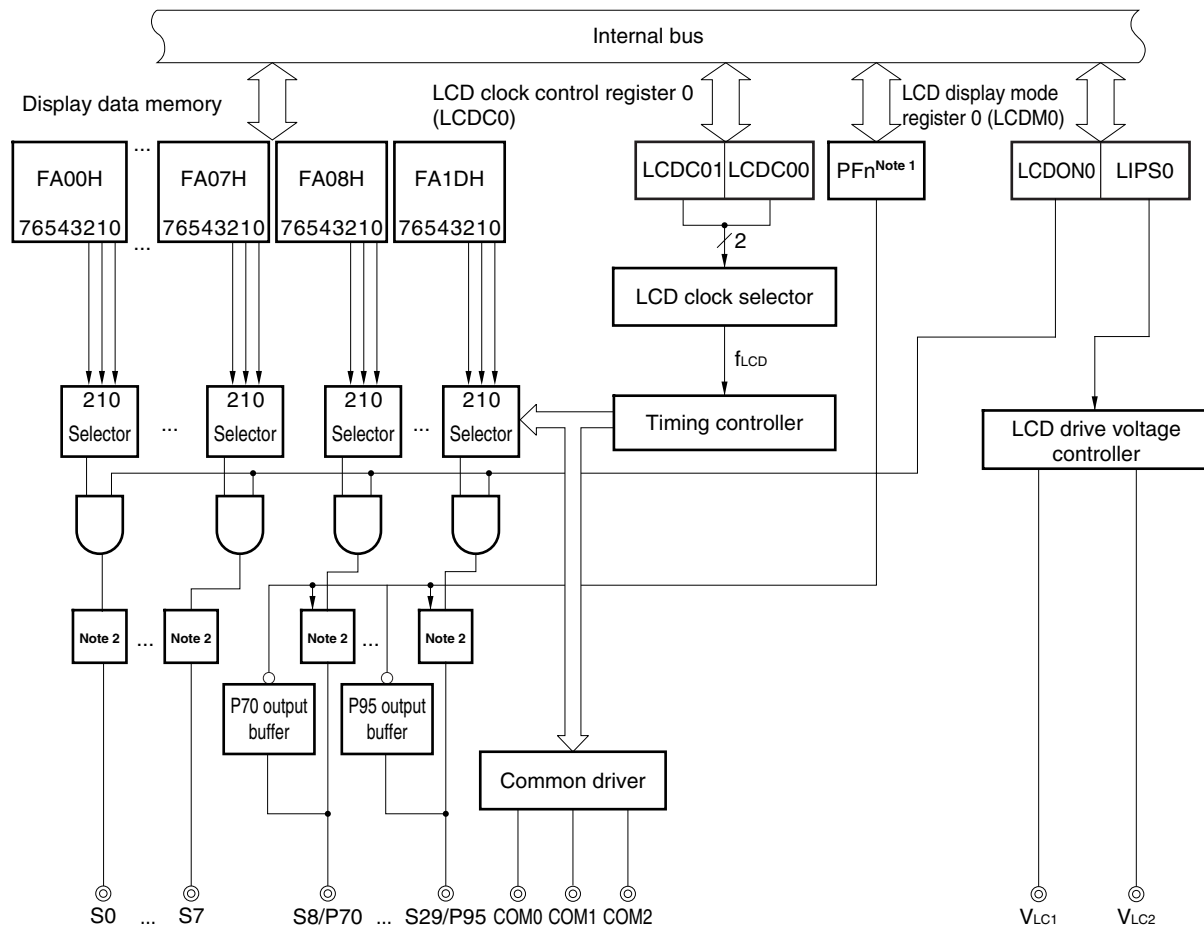 Internal bus
Display data memory
LCD clock control register 0
(LCDC0)
LCD display mode
register 0 (LCDM0)
...
FA00H
FA07H
FA08H
FA1DH
LCDC01
LCDC00
PFn Note 1
LCDON0
LIPS0
76543210
...
76543210
76543210
76543210
2
LCD clock selector
fLCD
210
Selector
...
210
Selector
210
Selector
...
210
Selector
Timing controller
LCD drive voltage
controller
Note 2
...
Note 2
Note 2
...
Note 2
P70 output
buffer
P95 output
buffer
Common driver
S0
...
S7
S8/P70
...
S29/P95
COM0
COM1
COM2
VLC1
VLC2